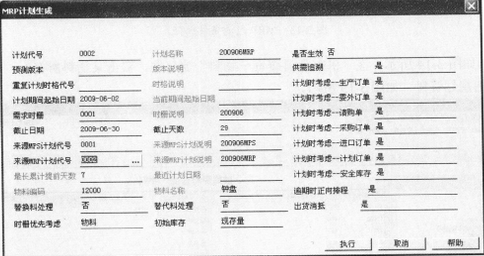 MRP计划生成
计划代号 0002 计划名称 200906MRP 是否生效 否
预测版本 版本说明 供需追溯 是
重复计划时格代号 时格说明 计划时考虑--生产订单 是
计划期间起始日期 2009-06-02 当前期间起始日期 计划时考虑--委外订单 是
需求时栅 0001 时栅说明 200906 计划时考虑--请购单 是
截止日期 2009-06-30 截止天数 29 计划时考虑--采购订单 是
来源MPS计划代号 0001 来源MPS计划说明 200906MPS 计划时考虑--进口订单 是
来源MRP计划代号 0002 ... 来源MRP计划说明 200906MRP 计划时考虑--计划订单 是
最长累计提前天数 7 最近计划日期 计划时考虑--安全库存 是
物料编码 12000 物料名称 钟盘 逾期时正向排程 是
替换料处理 否 替代料处理 否 出货消抵 是
时栅优先考虑 物料 初始库存 现存量
执行 取消 帮助